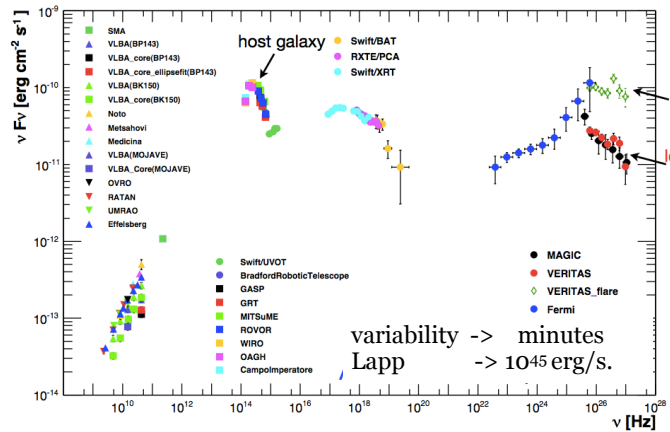 ν Fν [erg cm⁻² s⁻¹]
10⁻⁹
10⁻¹⁰
10⁻¹¹
10⁻¹²
10⁻¹³
10⁻¹⁴
SMA
VLBA(BP143)
VLBA_core(BP143)
VLBA_core_ellipsefit(BP143)
VLBA(BK150)
VLBA_core(BK150)
Noto
Metsahovi
Medicina
VLBA(MOJAVE)
VLBA_Core(MOJAVE)
OVRO
RATAN
UMRAO
Effelsberg
host galaxy
Swift/BAT
RXTE/PCA
Swift/XRT
Swift/UVOT
BradfordRoboticTelescope
GASP
GRT
MITSuME
ROVOR
WIRO
OAGH
CampoImperatore
MAGIC
VERITAS
VERITAS_flare
Fermi
variability -> minutes
Lapp -> 10⁴⁵ erg/s.
10¹⁰ 10¹² 10¹⁴ 10¹⁶ 10¹⁸ 10²⁰ 10²² 10²⁴ 10²⁶ 10²⁸
ν [Hz]